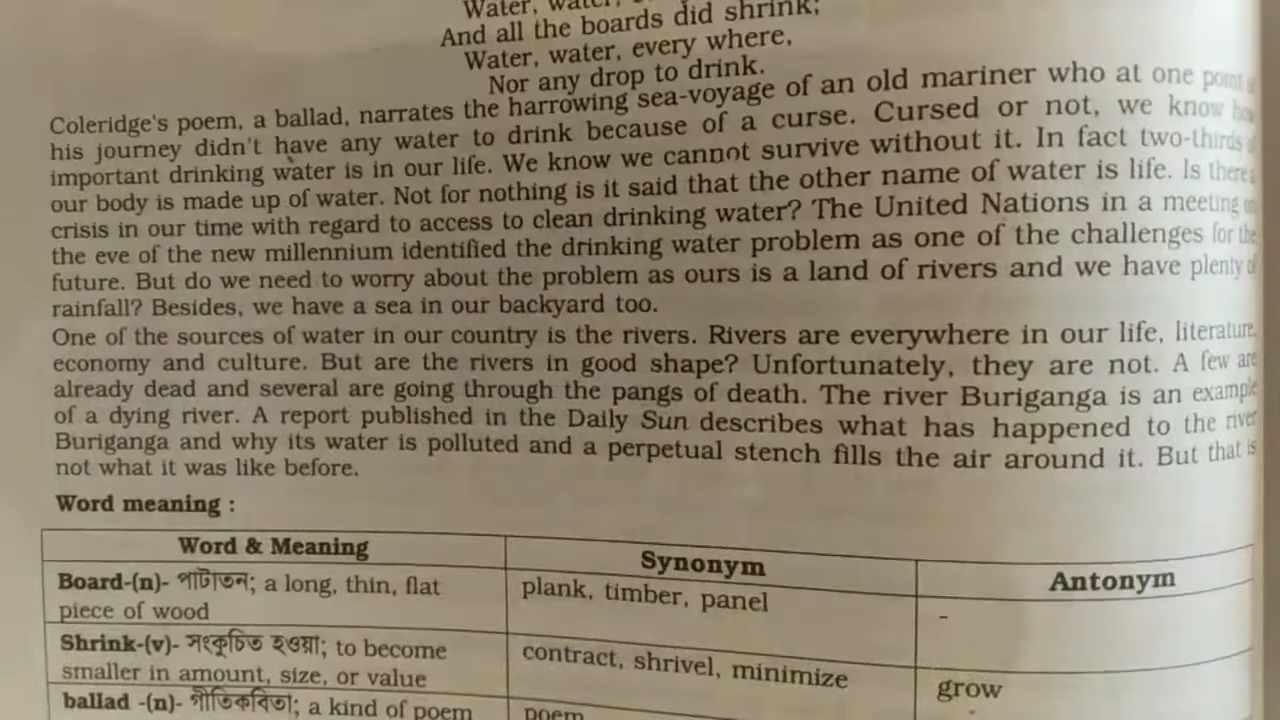 Water, water,
And all the boards did shrink;
Water, water, every where,
Nor any drop to drink.
Coleridge's poem, a ballad, narrates the harrowing sea-voyage of an old mariner who at one point
his journey didn't have any water to drink because of a curse. Cursed or not, we know how
important drinking water is in our life. We know we cannot survive without it. In fact two-thirds
our body is made up of water. Not for nothing is it said that the other name of water is life. Is there a
crisis in our time with regard to access to clean drinking water? The United Nations in a meeting on
the eve of the new millennium identified the drinking water problem as one of the challenges for the
future. But do we need to worry about the problem as ours is a land of rivers and we have plenty of
rainfall? Besides, we have a sea in our backyard too.
One of the sources of water in our country is the rivers. Rivers are everywhere in our life, literature,
economy and culture. But are the rivers in good shape? Unfortunately, they are not. A few are
already dead and several are going through the pangs of death. The river Buriganga is an example
of a dying river. A report published in the Daily Sun describes what has happened to the river
Buriganga and why its water is polluted and a perpetual stench fills the air around it. But that is
not what it was like before.
Word meaning :
Word & Meaning Synonym Antonym
Board-(n)- পাটাতন; a long, thin, flat plank, timber, panel -
piece of wood
Shrink-(v)- সংকুচিত হওয়া; to become contract, shrivel, minimize grow
smaller in amount, size, or value
ballad -(n)- গীতিকবিতা; a kind of poem poem